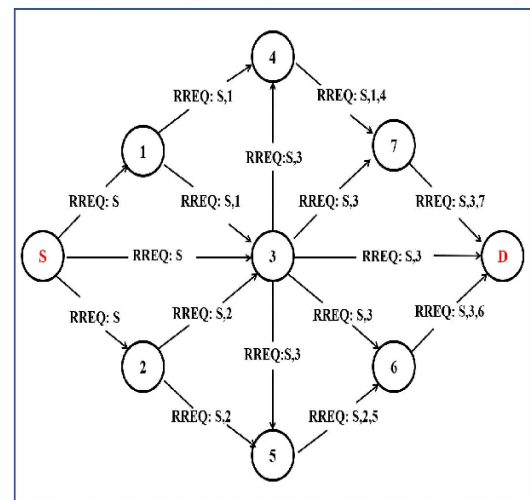 4
RREQ: S,1
RREQ: S,1,4
1
7
RREQ:S,3
RREQ: S
RREQ: S,1
RREQ: S,3
RREQ: S,3,7
S
RREQ: S
3
RREQ: S,3
D
RREQ: S
RREQ: S,2
RREQ: S,3
RREQ: S,3,6
RREQ:S,3
2
6
RREQ: S,2
RREQ: S,2,5
5